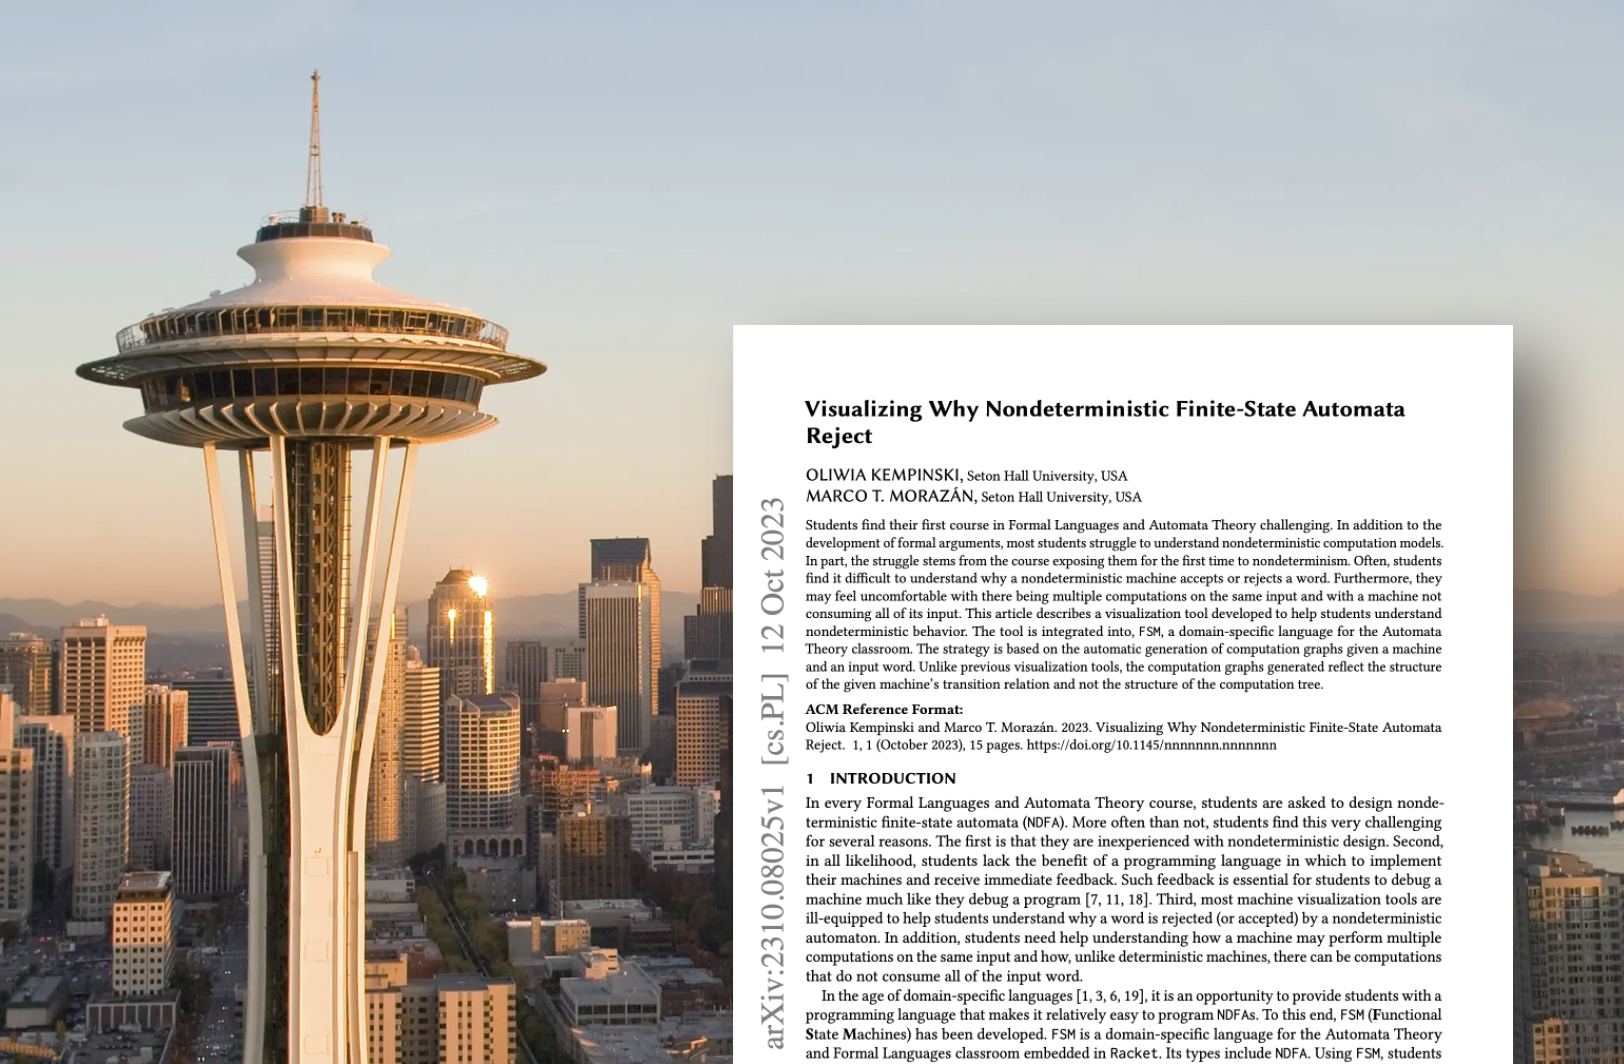 Visualizing Why Nondeterministic Finite-State Automata
Reject
OLIWIA KEMPINSKI, Seton Hall University, USA
MARCO T. MORAZÁN, Seton Hall University, USA
Students find their first course in Formal Languages and Automata Theory challenging. In addition to the
development of formal arguments, most students struggle to understand nondeterministic computation models.
In part, the struggle stems from the course exposing them for the first time to nondeterminism. Often, students
find it difficult to understand why a nondeterministic machine accepts or rejects a word. Furthermore, they
may feel uncomfortable with there being multiple computations on the same input and with a machine not
consuming all of its input. This article describes a visualization tool developed to help students understand
nondeterministic behavior. The tool is integrated into, FSM, a domain-specific language for the Automata
Theory classroom. The strategy is based on the automatic generation of computation graphs given a machine
and an input word. Unlike previous visualization tools, the computation graphs generated reflect the structure
of the given machine's transition relation and not the structure of the computation tree.
ACM Reference Format:
Oliwia Kempinski and Marco T. Morazán. 2023. Visualizing Why Nondeterministic Finite-State Automata
Reject. 1, 1 (October 2023), 15 pages. https://doi.org/10.1145/nnnnnnn.nnnnnnn
1 INTRODUCTION
In every Formal Languages and Automata Theory course, students are asked to design nonde-
terministic finite-state automata (NDFA). More often than not, students find this very challenging
for several reasons. The first is that they are inexperienced with nondeterministic design. Second,
in all likelihood, students lack the benefit of a programming language in which to implement
their machines and receive immediate feedback. Such feedback is essential for students to debug a
machine much like they debug a program [7, 11, 18]. Third, most machine visualization tools are
ill-equipped to help students understand why a word is rejected (or accepted) by a nondeterministic
automaton. In addition, students need help understanding how a machine may perform multiple
computations on the same input and how, unlike deterministic machines, there can be computations
that do not consume all of the input word.
In the age of domain-specific languages [1, 3, 6, 19], it is an opportunity to provide students with a
programming language that makes it relatively easy to program NDFAs. To this end, FSM (Functional
State Machines) has been developed. FSM is a domain-specific language for the Automata Theory
and Formal Languages classroom embedded in Racket. Its types include NDFA. Using FSM, students
arXiv:2310.08025v1 [cs.PL] 12 Oct 2023